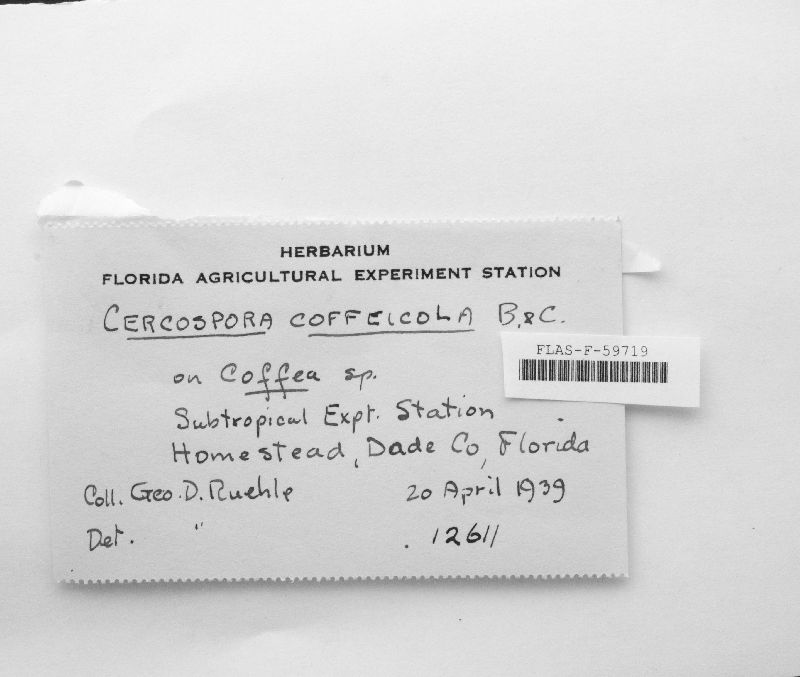 HERBARIUM
FLORIDA AGRICULTURAL EXPERIMENT STATION
CERCOSPORA COFFEICOLA B.&C.
FLAS-F-59719
on Coffea sp.
Subtropical Expt. Station
Homestead, Dade Co, Florida
Coll. Geo. D. Ruehle 20 April 1939
Det. " 12611